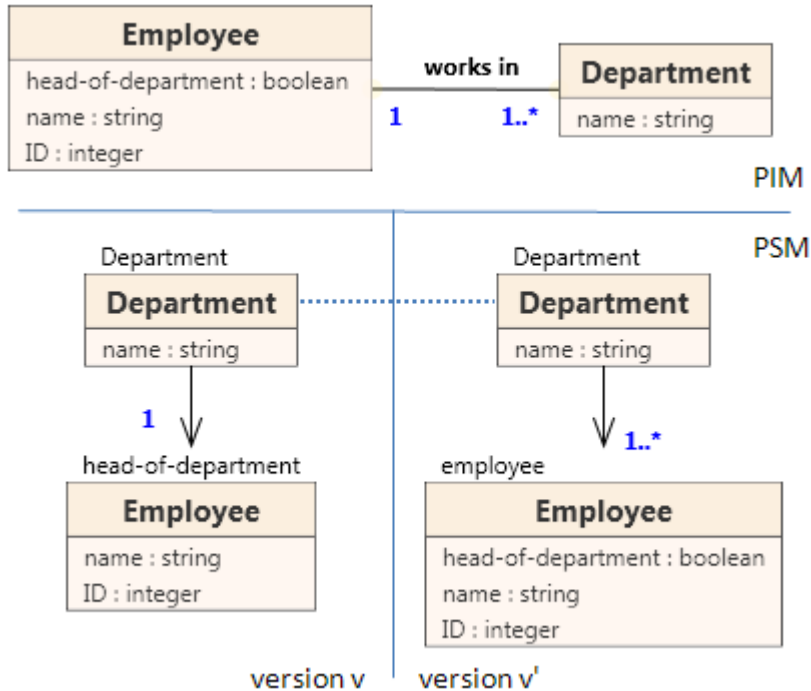 Employee
head-of-department : boolean
name : string
ID : integer
works in
1
1..*
Department
name : string
PIM
PSM
Department
Department
name : string
1
head-of-department
Employee
name : string
ID : integer
version v
Department
Department
name : string
1..*
employee
Employee
head-of-department : boolean
name : string
ID : integer
version v'